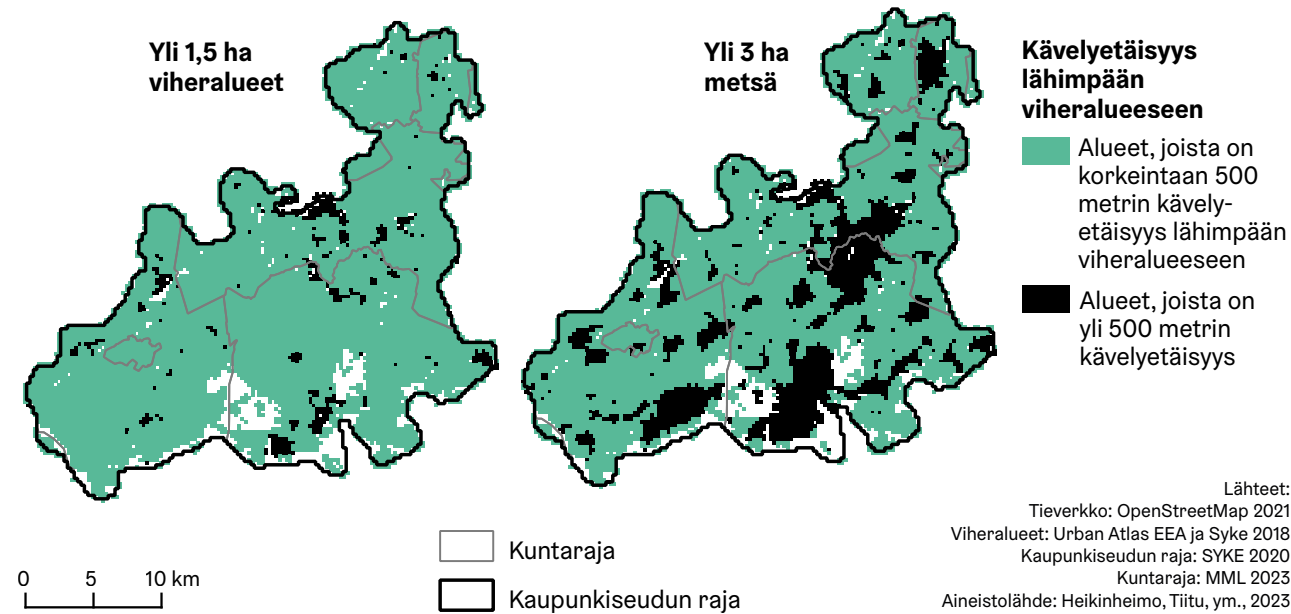 Yli 1,5 ha
viheralueet
Yli 3 ha
metsä
Kävelyetäisyys
lähimpään
viheralueeseen
Alueet, joista on
korkeintaan 500
metrin kävely-
etäisyys lähimpään
viheralueeseen
Alueet, joista on
yli 500 metrin
kävelyetäisyys
0 5 10 km
Kuntaraja
Kaupunkiseudun raja
Lähteet:
Tieverkko: OpenStreetMap 2021
Viheralueet: Urban Atlas EEA ja Syke 2018
Kaupunkiseudun raja: SYKE 2020
Kuntaraja: MML 2023
Aineistolähde: Heikinheimo, Tiitu, ym., 2023